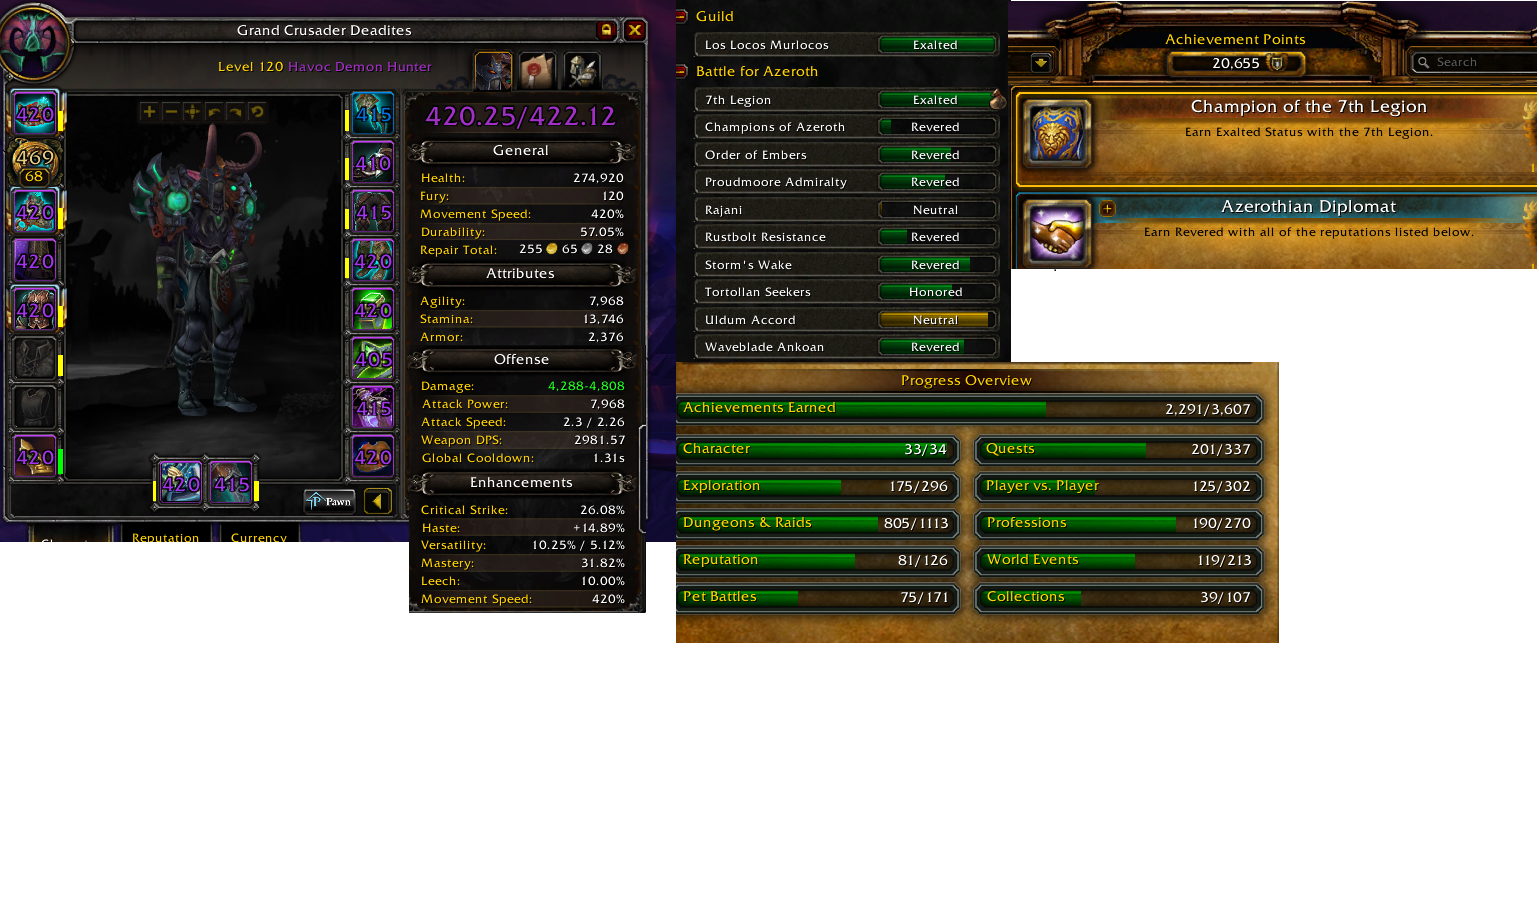 Grand Crusader Deadites
Level 120 Havoc Demon Hunter
420
469
68
420
420
420
420
415
410
415
420
420
405
415
420
420
415
Pawn
Reputation
Currency
420.25/422.12
General
Health: 274,920
Fury: 120
Movement Speed: 420%
Durability: 57.05%
Repair Total: 255 65 28
Attributes
Agility: 7,968
Stamina: 13,746
Armor: 2,376
Offense
Damage: 4,288-4,808
Attack Power: 7,968
Attack Speed: 2.3 / 2.26
Weapon DPS: 2981.57
Global Cooldown: 1.31s
Enhancements
Critical Strike: 26.08%
Haste: +14.89%
Versatility: 10.25% / 5.12%
Mastery: 31.82%
Leech: 10.00%
Movement Speed: 420%
Guild
Los Locos Murlocos Exalted
Battle for Azeroth
7th Legion Exalted
Champions of Azeroth Revered
Order of Embers Revered
Proudmoore Admiralty Revered
Rajani Neutral
Rustbolt Resistance Revered
Storm's Wake Revered
Tortollan Seekers Honored
Uldum Accord Neutral
Waveblade Ankoan Revered
Achievement Points
20,655
Search
Champion of the 7th Legion
Earn Exalted Status with the 7th Legion.
Azerothian Diplomat
Earn Revered with all of the reputations listed below.
Progress Overview
Achievements Earned 2,291/3,607
Character 33/34
Quests 201/337
Exploration 175/296
Player vs. Player 125/302
Dungeons & Raids 805/1113
Professions 190/270
Reputation 81/126
World Events 119/213
Pet Battles 75/171
Collections 39/107